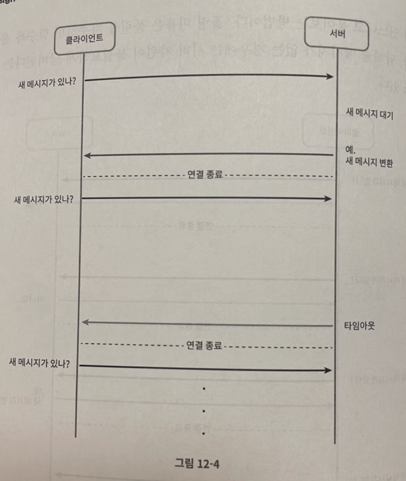 sign
클라이언트
서버
새 메시지가 있나?
새 메시지 대기
예.
새 메시지 변환
연결 종료
새 메시지가 있나?
타임아웃
연결 종료
새 메시지가 있나?
그림 12-4